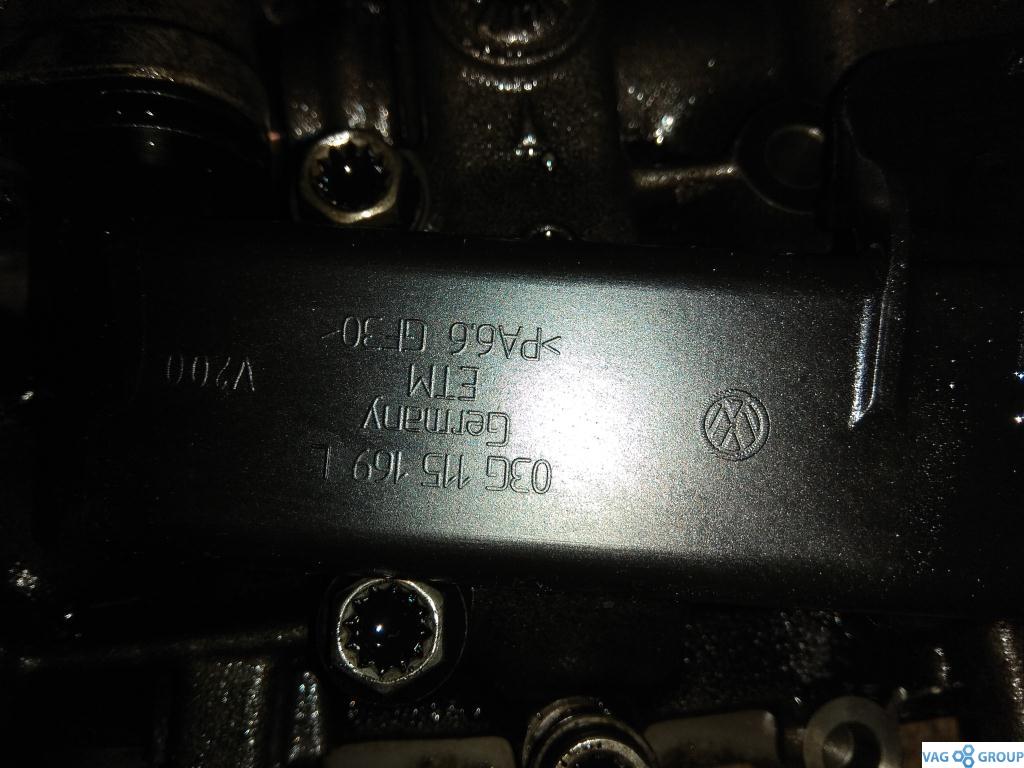 03G 115 169 L
Germany
ETM
>PA6.6 GF30<
V200
VAG GROUP